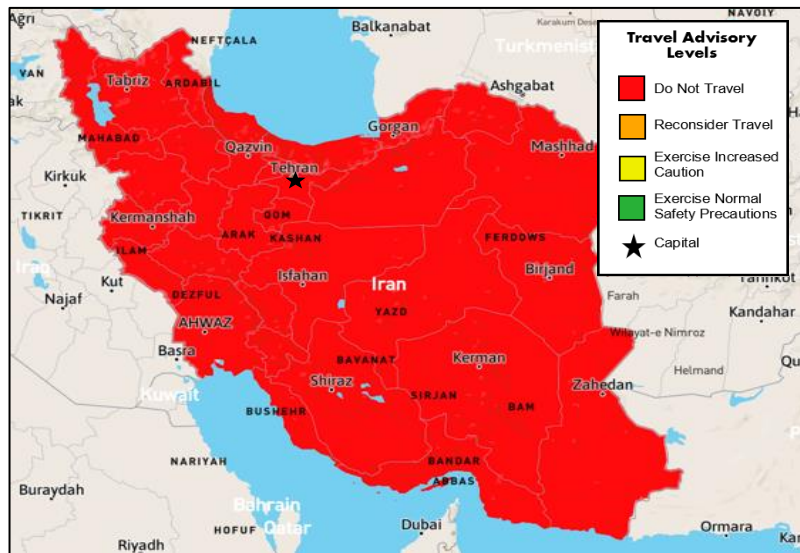 Ağrı
NEFTÇALA
Balkanabat
Karakum Dese
NAVOIY
Turkmenist
VAN
Tabriz
ARDABIL
Ashgabat
MAHABAD
Gorgan
Mashhad
Qazvin
Tehran
Kirkuk
TIKRIT
Kermanshah
QOM
ARAK
KASHAN
FERDOWS
ILAM
Isfahan
Iran
Birjand
Iraq
Kut
DEZFUL
Najaf
YAZD
Farah
Kandahar
AHWAZ
Wilayat-e Nimroz
Basra
BAVANAT
Kerman
Helmand
Kuwait
Shiraz
SIRJAN
Zahedan
BUSHEHR
BAM
NARIYAH
BANDAR
ABBAS
Buraydah
Bahrain
HOFUF
Qatar
Dubai
Ormara
Riyadh
Travel Advisory
Levels
Do Not Travel
Reconsider Travel
Exercise Increased
Caution
Exercise Normal
Safety Precautions
Capital